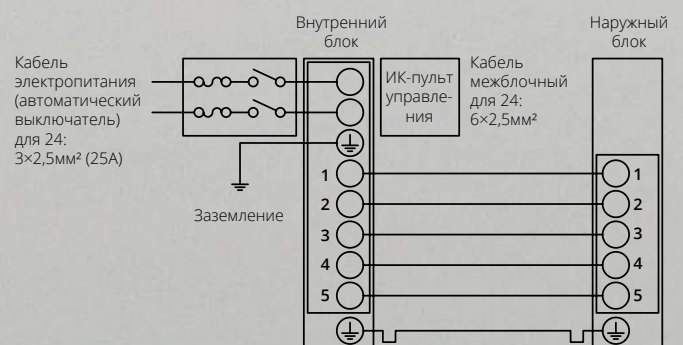 Внутренний
блок
Наружный
блок
Кабель
электропитания
(автоматический
выключатель)
для 24:
3×2,5мм² (25А)
ИК-пульт
управле-
ния
Кабель
межблочный
для 24:
6×2,5мм²
Заземление
1
2
3
4
5
1
2
3
4
5